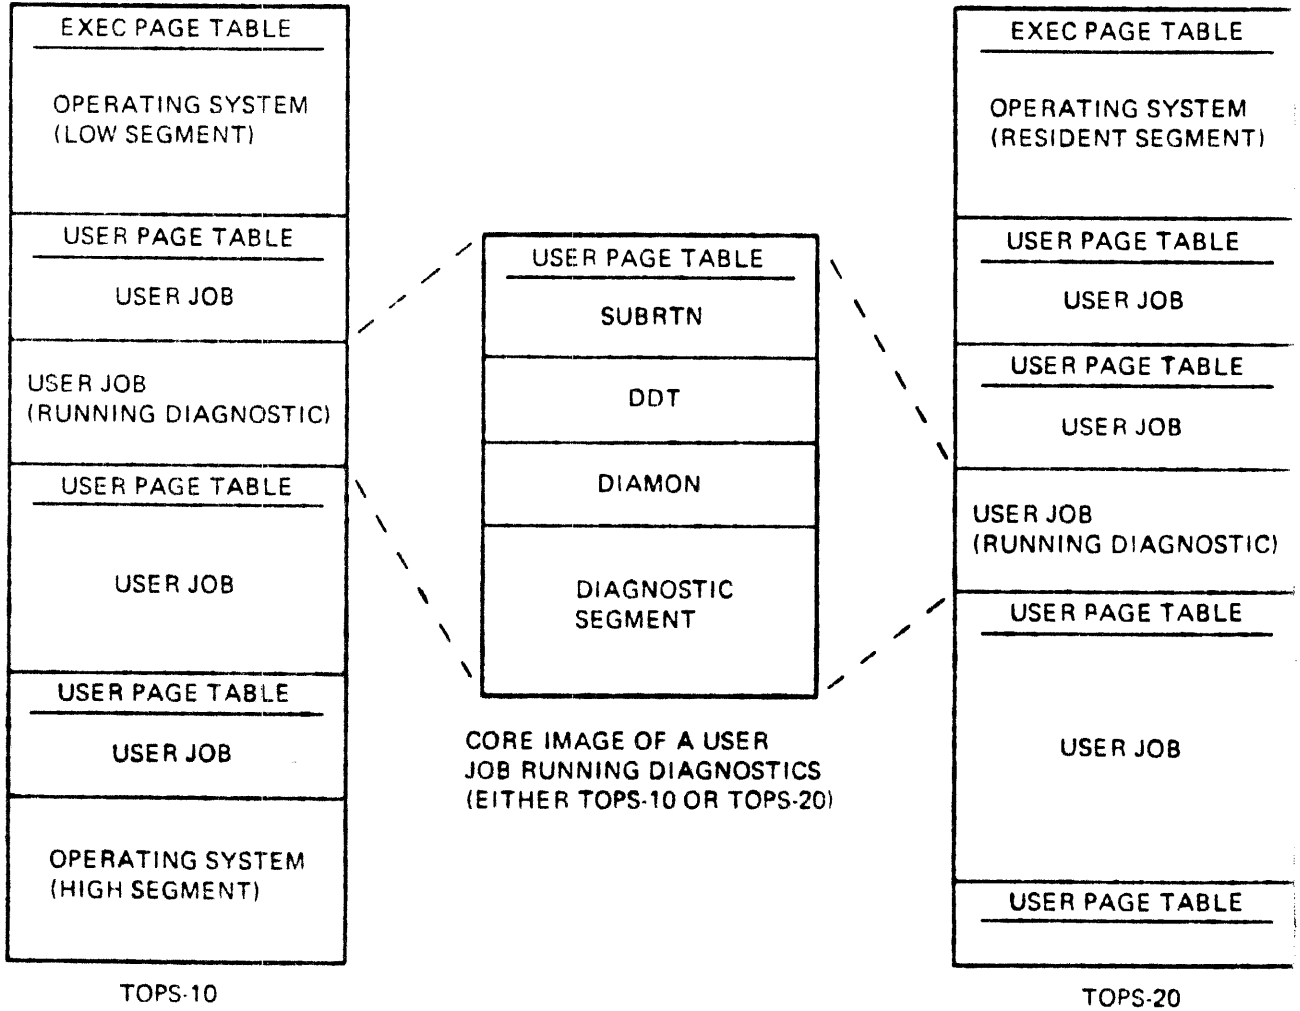 EXEC PAGE TABLE
OPERATING SYSTEM
(LOW SEGMENT)
USER PAGE TABLE
USER JOB
USER JOB
(RUNNING DIAGNOSTIC)
USER PAGE TABLE
USER JOB
USER PAGE TABLE
USER JOB
OPERATING SYSTEM
(HIGH SEGMENT)
TOPS-10
USER PAGE TABLE
SUBRTN
DDT
DIAMON
DIAGNOSTIC
SEGMENT
CORE IMAGE OF A USER
JOB RUNNING DIAGNOSTICS
(EITHER TOPS-10 OR TOPS-20)
EXEC PAGE TABLE
OPERATING SYSTEM
(RESIDENT SEGMENT)
USER PAGE TABLE
USER JOB
USER PAGE TABLE
USER JOB
USER JOB
(RUNNING DIAGNOSTIC)
USER PAGE TABLE
USER JOB
USER PAGE TABLE
TOPS-20